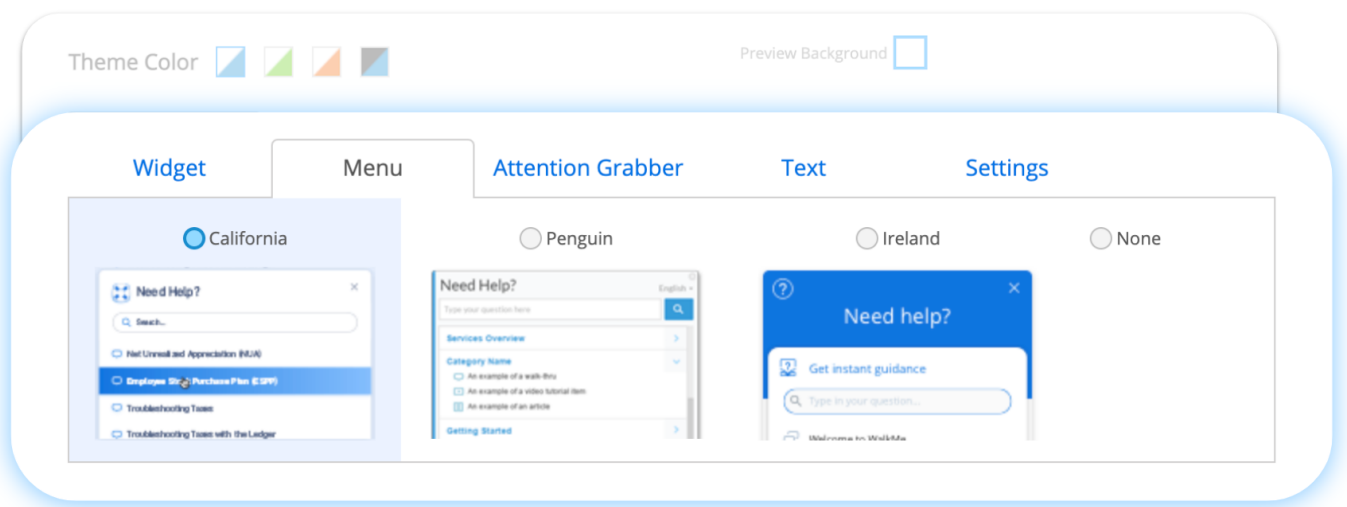 Theme Color
Preview Background
Widget
Menu
Attention Grabber
Text
Settings
California
Penguin
Ireland
None
Need Help?
Search...
Net Unrealized Appreciation (NUA)
Employee Stock Purchase Plan (ESPP)
Troubleshooting Taxes
Troubleshooting Taxes with the Ledger
Need Help?
English
Type your question here
Services Overview
Category Name
An example of a walk-thru
An example of a video tutorial item
An example of an article
Getting Started
Need help?
Get instant guidance
Type in your question...
Welcome to WalkMe